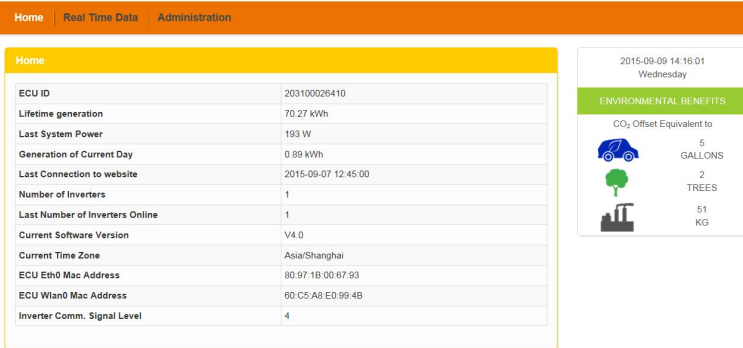 Home Real Time Data Administration
Home
ECU ID 203100026410
Lifetime generation 70.27 kWh
Last System Power 193 W
Generation of Current Day 0.89 kWh
Last Connection to website 2015-09-07 12:45:00
Number of Inverters 1
Last Number of Inverters Online 1
Current Software Version V4.0
Current Time Zone Asia/Shanghai
ECU Eth0 Mac Address 80:97:1B:00:67:93
ECU Wlan0 Mac Address 60:C5:A8:E0:99:4B
Inverter Comm. Signal Level 4
2015-09-09 14:16:01
Wednesday
ENVIRONMENTAL BENEFITS
CO₂ Offset Equivalent to
5
GALLONS
2
TREES
51
KG